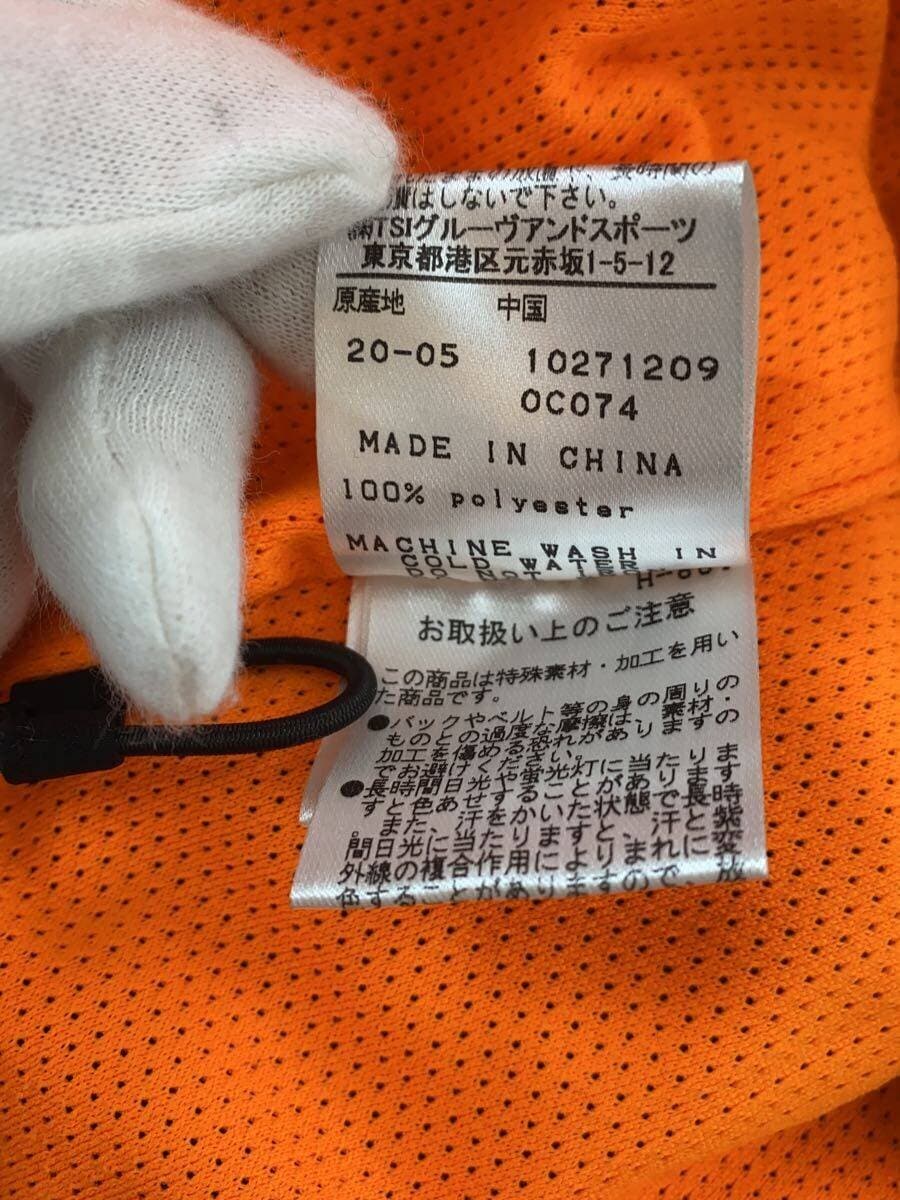 はしないで下さい。
㈱TSIグルーヴアンドスポーツ
東京都港区元赤坂1-5-12
原産地 中国
20-05 10271209
0C074
MADE IN CHINA
100% polyester
MACHINE WASH IN
COLD WATER
DO NOT
お取扱い上のご注意
この商品は特殊素材・加工を用い
た商品です。
●バックやベルト等の身の周りの
ものとの過度な摩擦は、素材・
加工を傷める恐れがありますの
でお避けください。
●長時間日光や蛍光灯に当たりま
すと色あせすることがあります
。また、汗をかいた状態で長時
間日光に当たりますと、汗と紫
外線の複合作用によりまれに変
色することがありますので、放